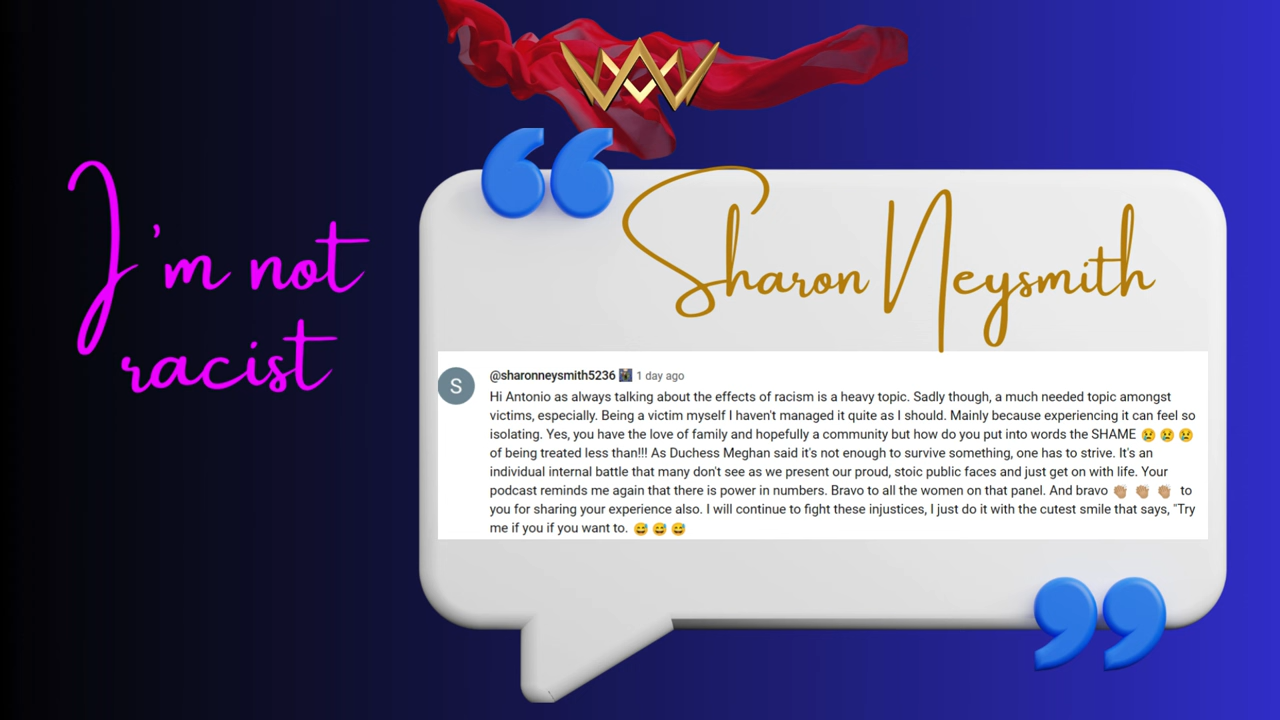 I'm not
racist
Sharon Neysmith
S
@sharonneysmith5236 1 day ago
Hi Antonio as always talking about the effects of racism is a heavy topic. Sadly though, a much needed topic amongst
victims, especially. Being a victim myself I haven't managed it quite as I should. Mainly because experiencing it can feel so
isolating. Yes, you have the love of family and hopefully a community but how do you put into words the SHAME 😢 😢 😢
of being treated less than!!! As Duchess Meghan said it's not enough to survive something, one has to strive. It's an
individual internal battle that many don't see as we present our proud, stoic public faces and just get on with life. Your
podcast reminds me again that there is power in numbers. Bravo to all the women on that panel. And bravo 👏🏼 👏🏼 👏🏼 to
you for sharing your experience also. I will continue to fight these injustices, I just do it with the cutest smile that says, "Try
me if you if you want to. 😅 😅 😅